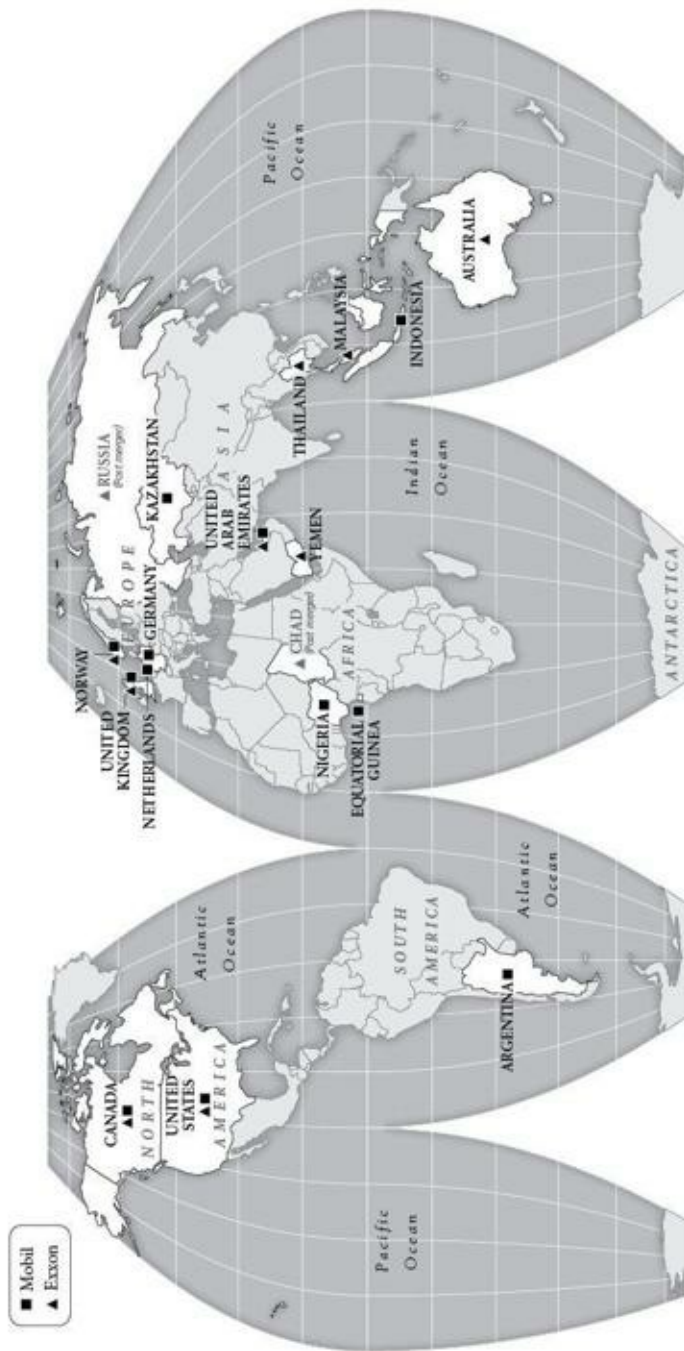 ■ Mobil
▲ Exxon
CANADA
NORTH
AMERICA
UNITED
STATES
Atlantic
Ocean
Pacific
Ocean
SOUTH
AMERICA
ARGENTINA
Atlantic
Ocean
NORWAY
UNITED
KINGDOM
NETHERLANDS
GERMANY
EUROPE
RUSSIA
(Post merged)
KAZAKHSTAN
ASIA
UNITED
ARAB
EMIRATES
YEMEN
CHAD
(Post merged)
AFRICA
NIGERIA
EQUATORIAL
GUINEA
THAILAND
MALAYSIA
INDONESIA
AUSTRALIA
Pacific
Ocean
Indian
Ocean
ANTARCTICA